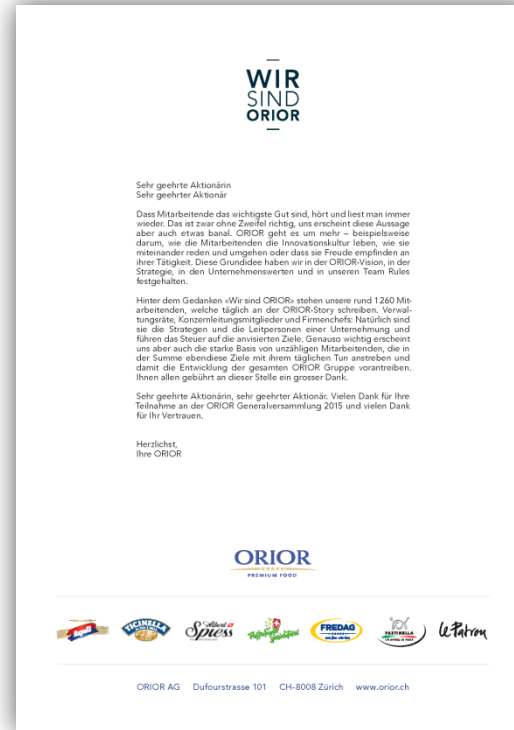 WIR
SIND
ORIOR
Sehr geehrte Aktionärin
Sehr geehrter Aktionär
Dass Mitarbeitende das wichtigste Gut sind, hört und liest man immer
wieder. Das ist zwar ohne Zweifel richtig, uns erscheint diese Aussage
aber auch etwas banal. ORIOR geht es um mehr – beispielsweise
darum, wie die Mitarbeitenden die Innovationskultur leben, wie sie
miteinander reden und umgehen oder dass sie Freude empfinden an
ihrer Tätigkeit. Diese Grundidee haben wir in der ORIOR-Vision, in der
Strategie, in den Unternehmenswerten und in unseren Team Rules
festgehalten.
Hinter dem Gedanken «Wir sind ORIOR» stehen unsere rund 1260 Mit-
arbeitenden, welche täglich an der ORIOR-Story schreiben. Verwal-
tungsräte, Konzernleitungsmitglieder und Firmenchefs: Natürlich sind
sie die Strategen und die Leitpersonen einer Unternehmung und
führen das Steuer auf die anvisierten Ziele. Genauso wichtig erscheint
uns aber auch die starke Basis von unzähligen Mitarbeitenden, die in
der Summe ebendiese Ziele mit ihrem täglichen Tun anstreben und
damit die Entwicklung der gesamten ORIOR Gruppe vorantreiben.
Ihnen allen gebührt an dieser Stelle ein grosser Dank.
Sehr geehrte Aktionärin, sehr geehrter Aktionär. Vielen Dank für Ihre
Teilnahme an der ORIOR Generalversammlung 2015 und vielen Dank
für Ihr Vertrauen.
Herzlichst,
Ihre ORIOR
ORIOR
PREMIUM FOOD
Rapelli TICINELLA Albert Spiess FREDAG PASTINELLA le Patron
ORIOR AG Dufourstrasse 101 CH-8008 Zürich www.orior.ch